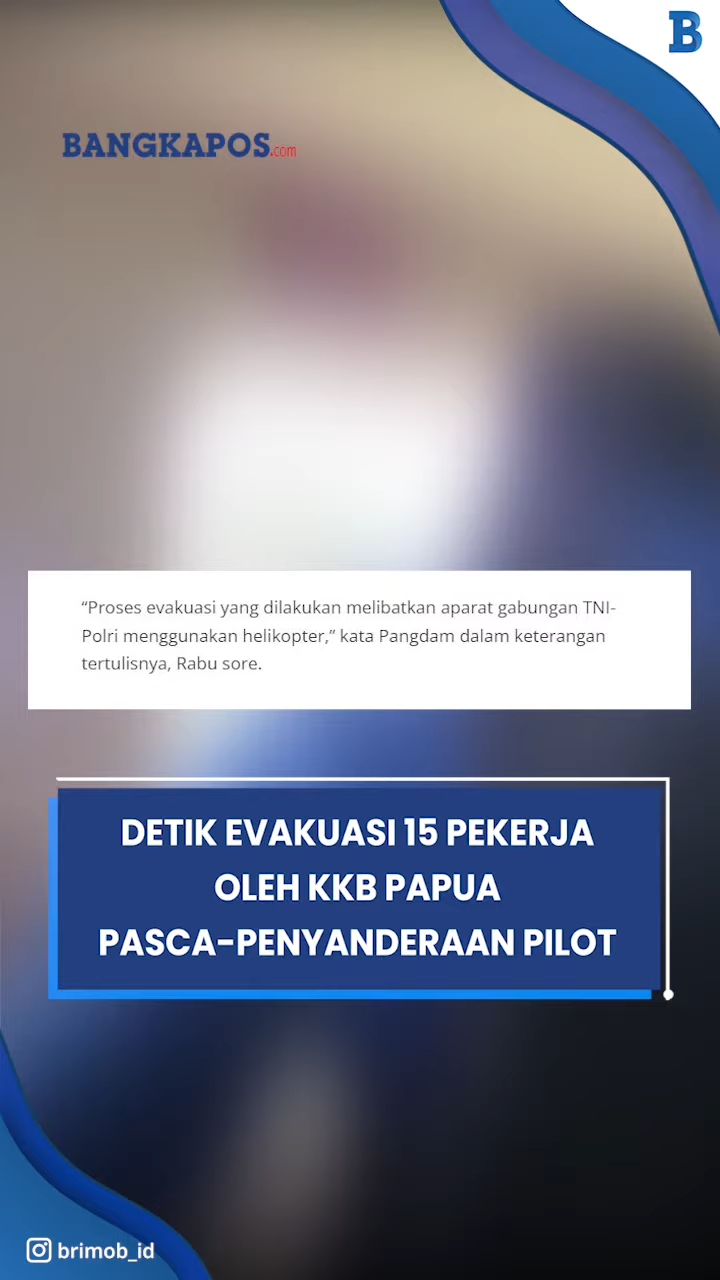 B
BANGKAPOS.com
“Proses evakuasi yang dilakukan melibatkan aparat gabungan TNI-
Polri menggunakan helikopter,” kata Pangdam dalam keterangan
tertulisnya, Rabu sore.
DETIK EVAKUASI 15 PEKERJA
OLEH KKB PAPUA
PASCA-PENYANDERAAN PILOT
brimob_id